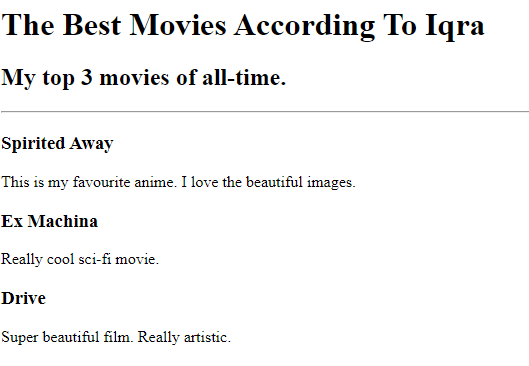 The Best Movies According To Iqra
My top 3 movies of all-time.
Spirited Away
This is my favourite anime. I love the beautiful images.
Ex Machina
Really cool sci-fi movie.
Drive
Super beautiful film. Really artistic.